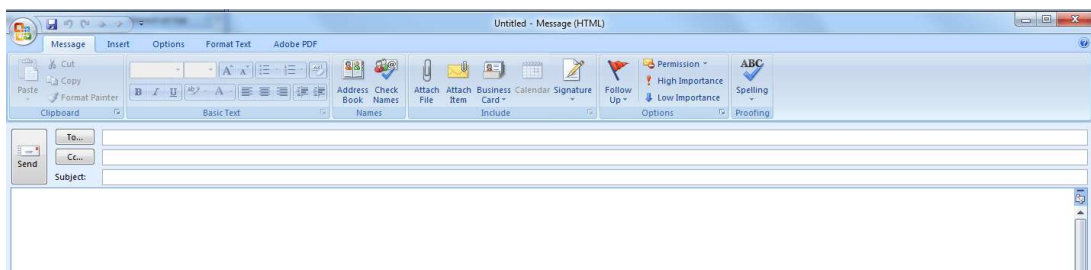 Untitled - Message (HTML)
Message Insert Options Format Text Adobe PDF
Paste
Cut
Copy
Format Painter
Clipboard
B I U
Basic Text
Address Book
Check Names
Names
Attach File
Attach Item
Business Card
Calendar
Signature
Include
Follow Up
Permission
High Importance
Low Importance
Options
ABC
Spelling
Proofing
Send
To...
Cc...
Subject: